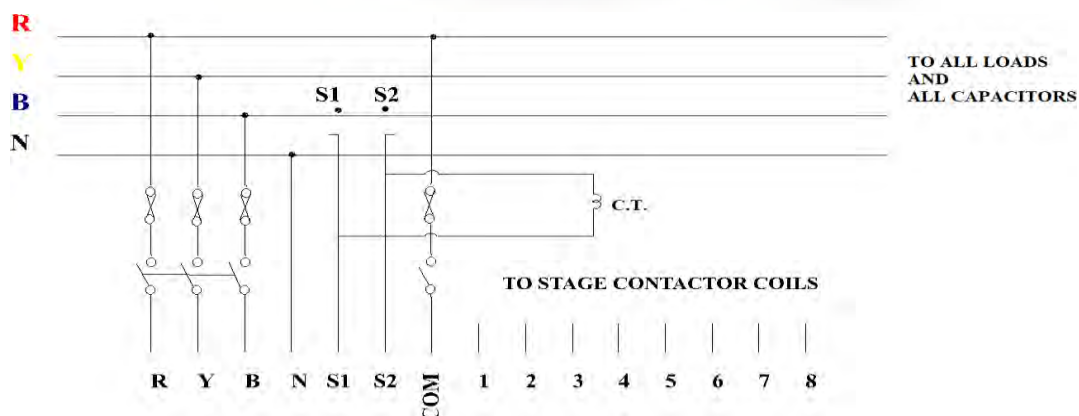 R
Y
B
N
S1 S2
TO ALL LOADS
AND
ALL CAPACITORS
C.T.
TO STAGE CONTACTOR COILS
R Y B N S1 S2 COM 1 2 3 4 5 6 7 8